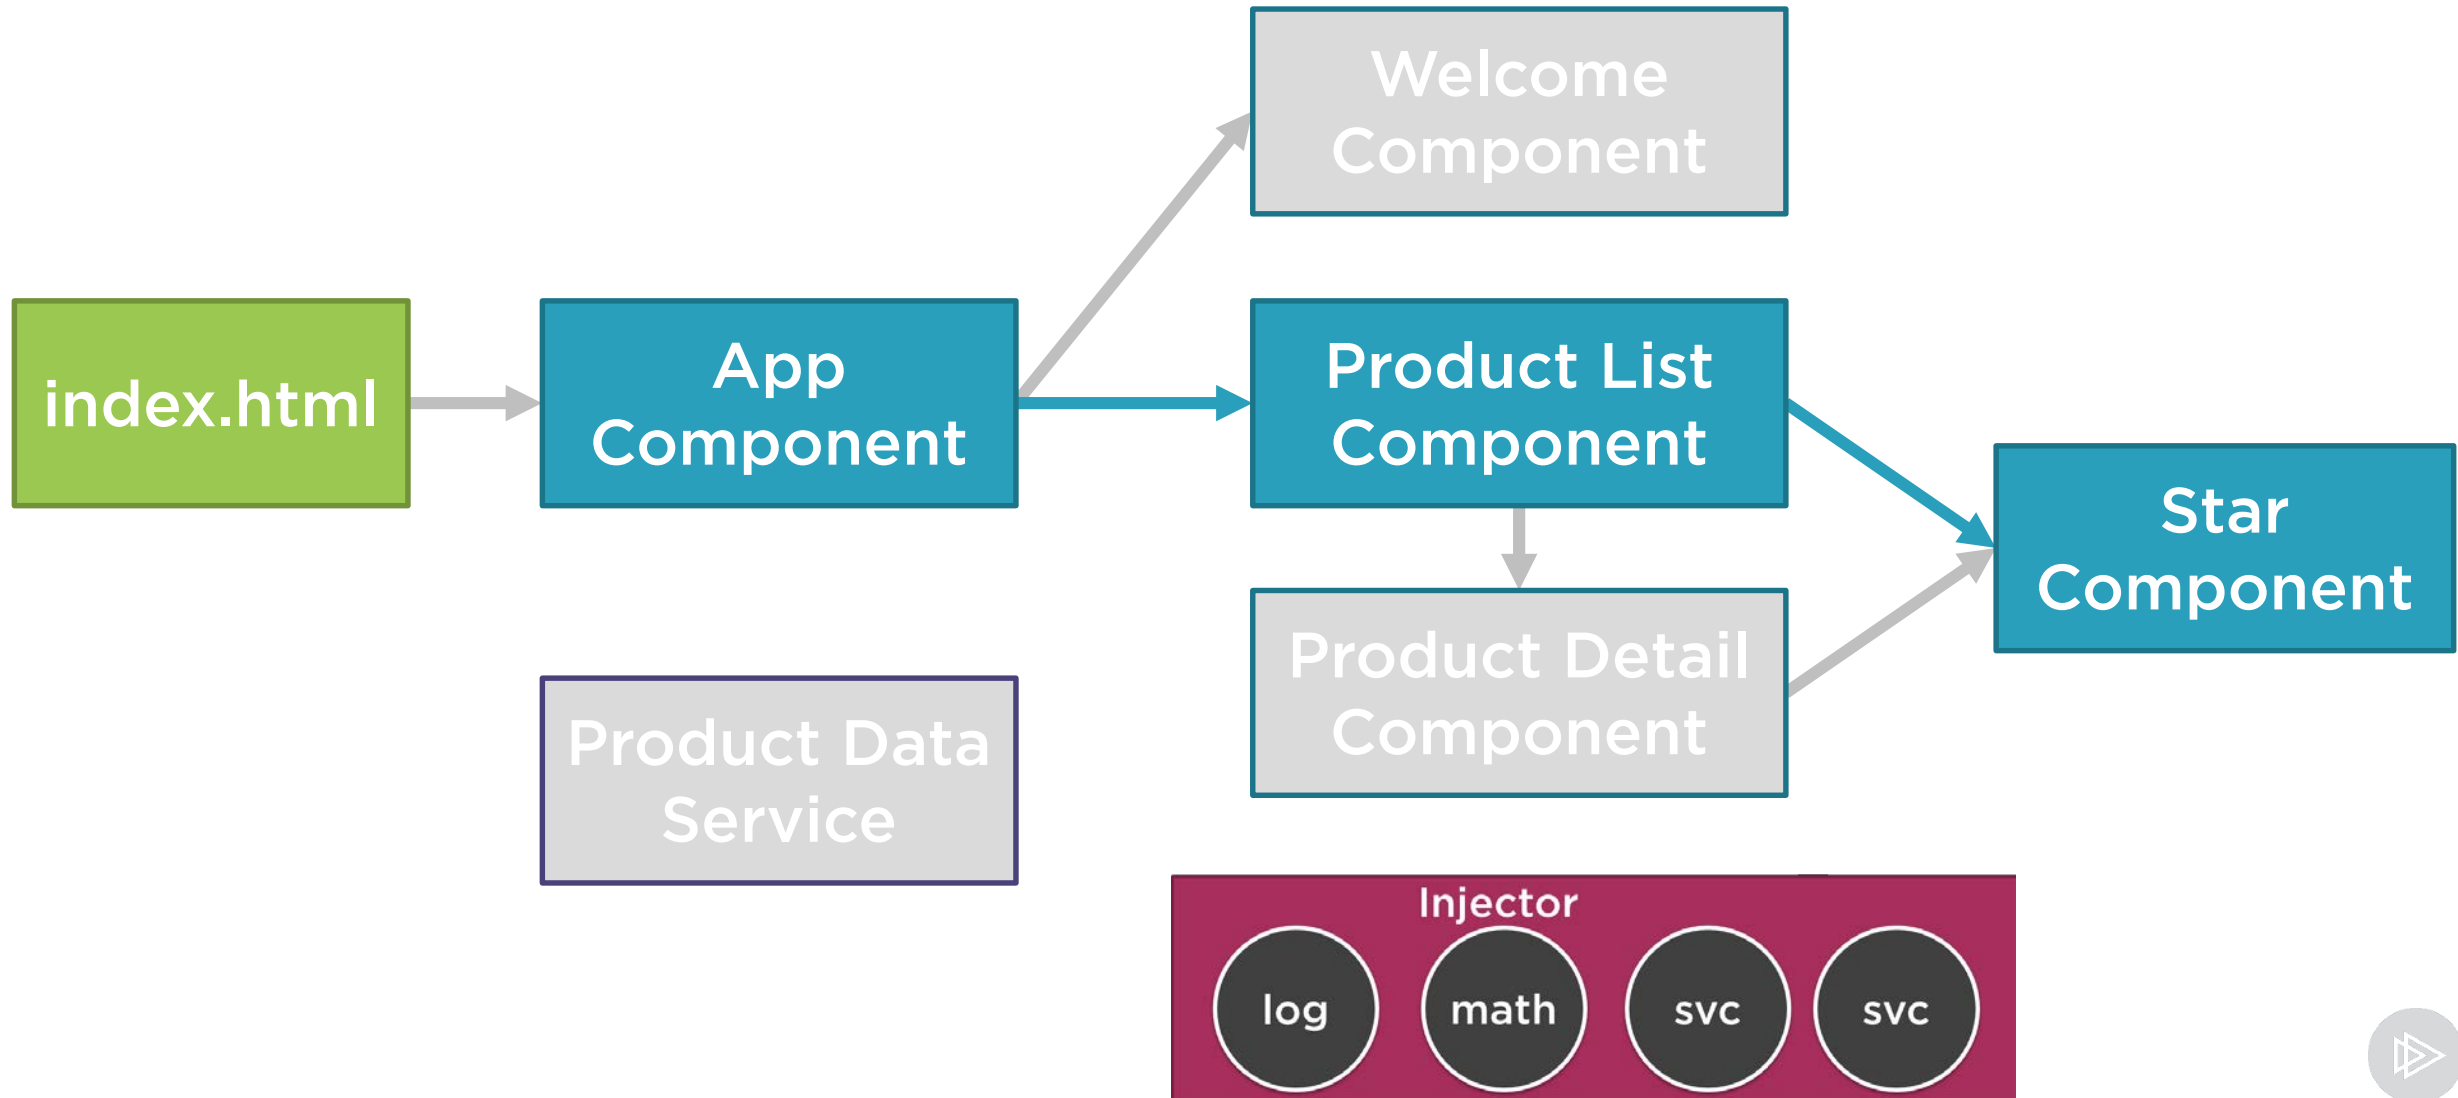 Welcome
Component
index.html
App
Component
Product List
Component
Star
Component
Product Detail
Component
Product Data
Service
Injector
log
math
svc
svc